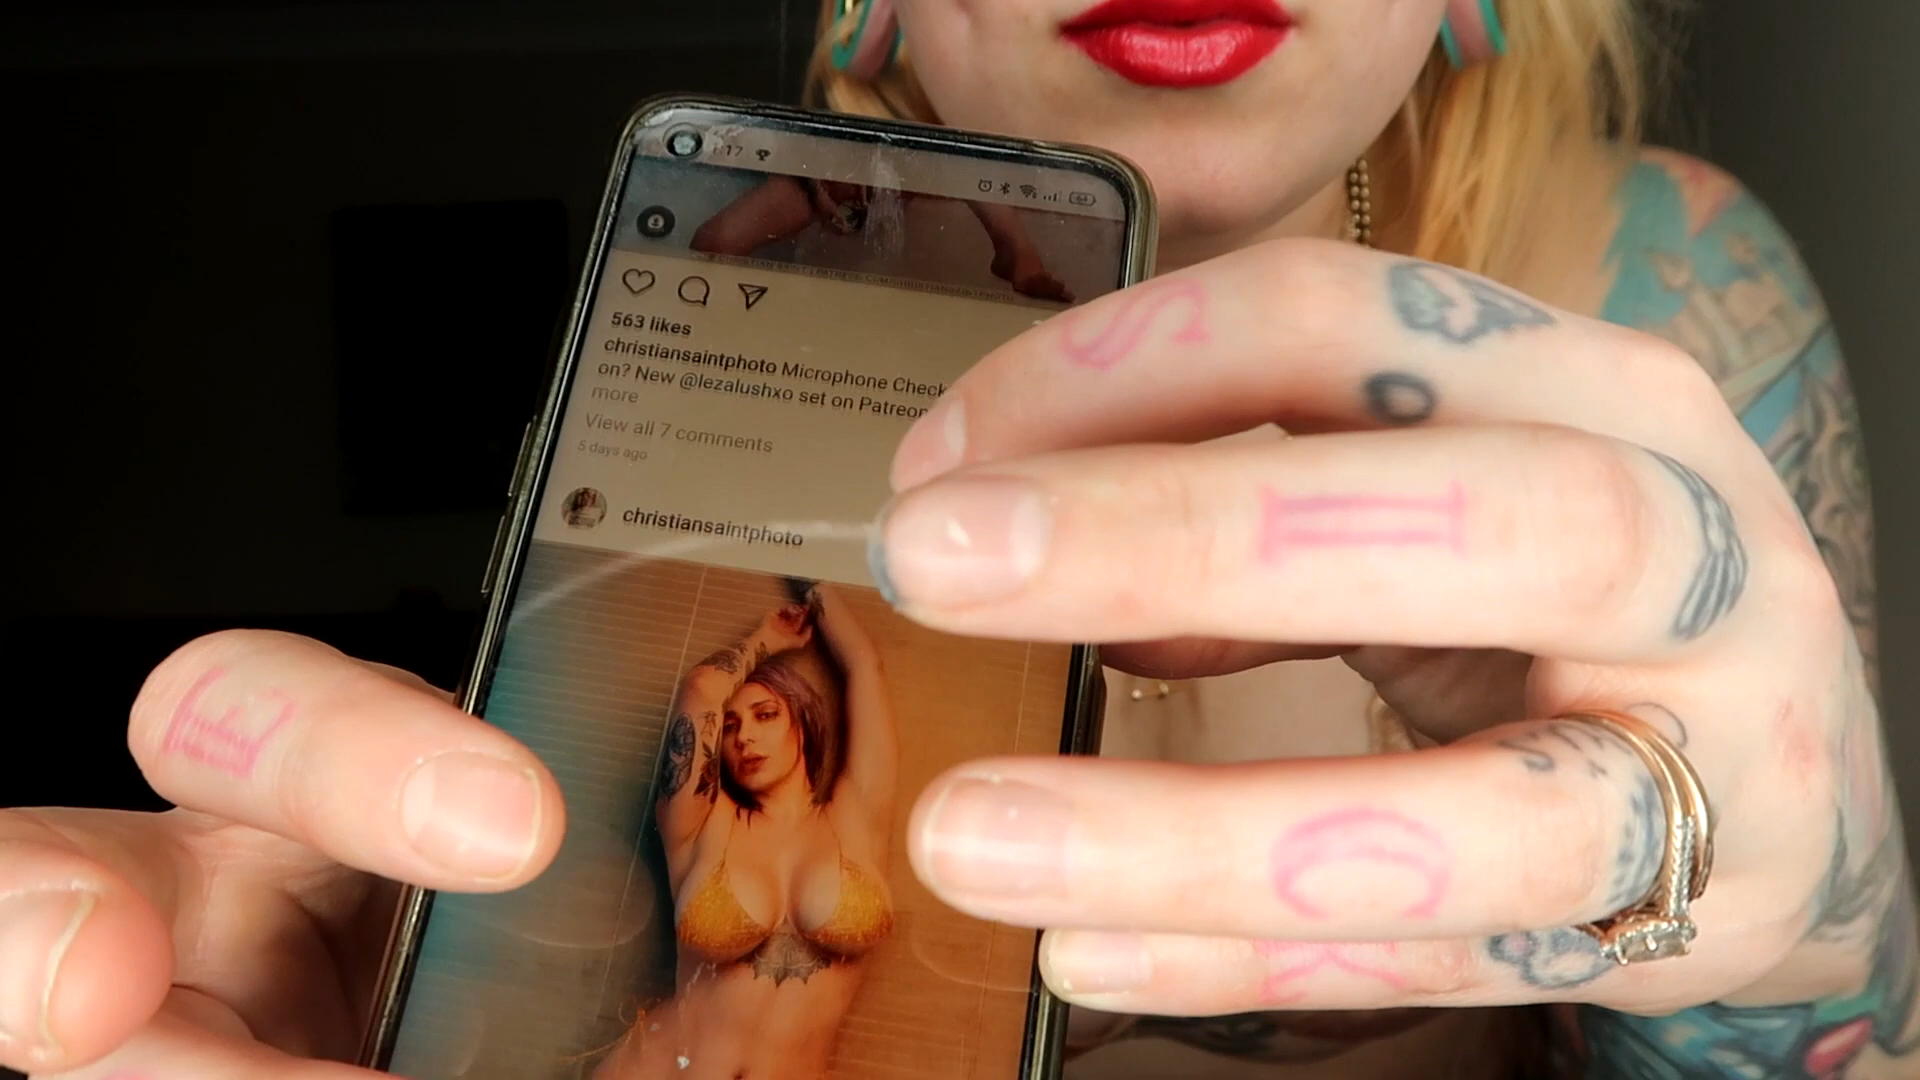 :17
563 likes
christiansaintphoto Microphone Check
on? New @lezalushxo set on Patreon
more
View all 7 comments
5 days ago
christiansaintphoto
S
I
C
K
E